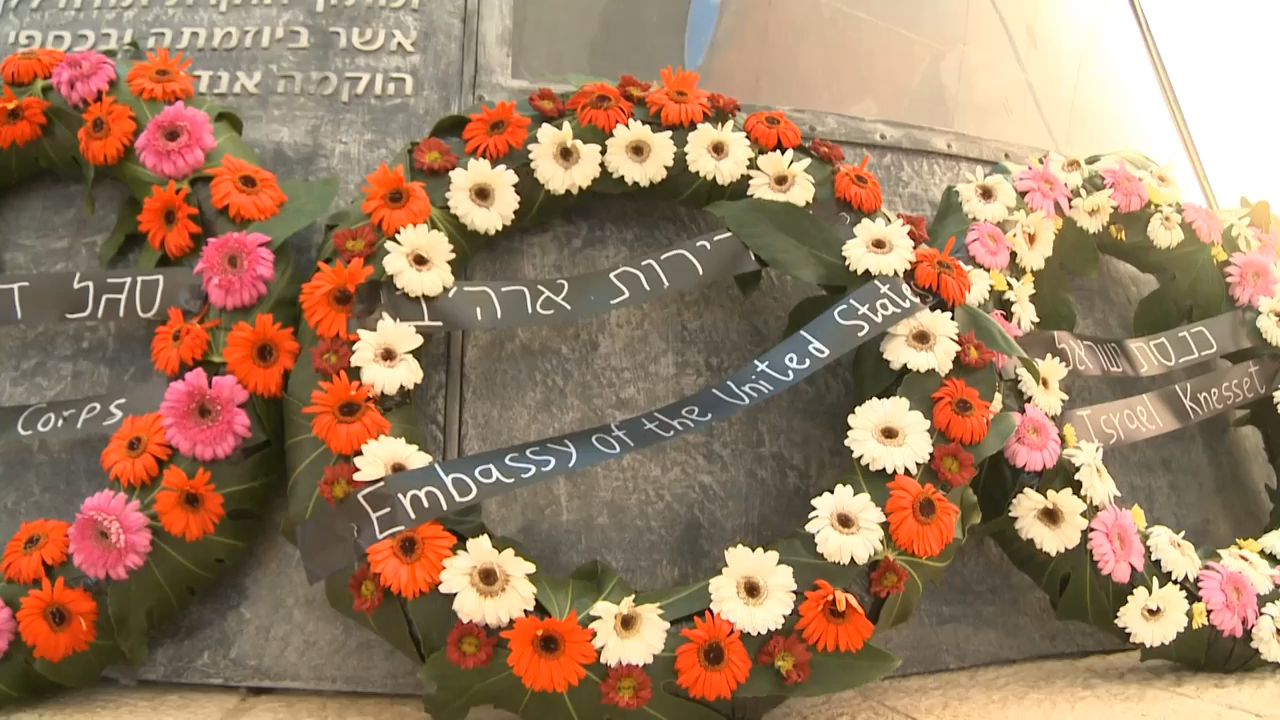 אשר ביוזמתה ובכספי
הוקמה אנד
סגל ד
Corps
ירות ארה״ב
Embassy of the United States
כנסת ישראל
Israel Knesset